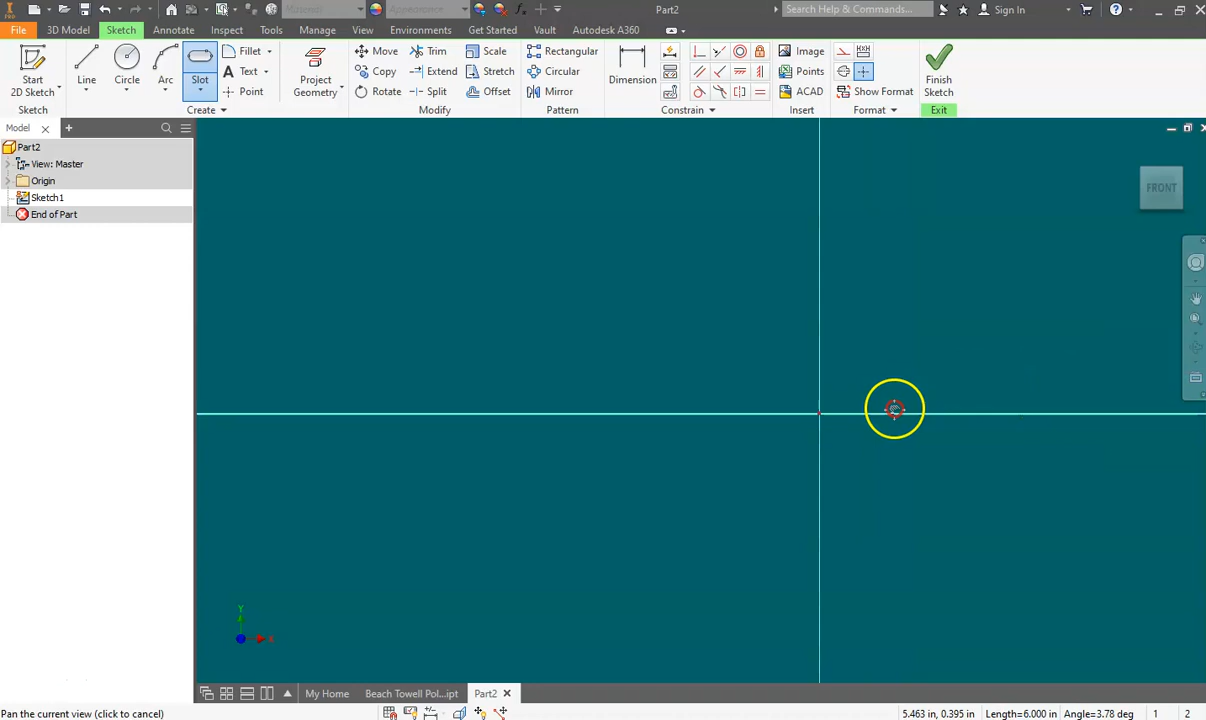 Material Appearance Part2 Search Help & Commands... Sign In
File 3D Model Sketch Annotate Inspect Tools Manage View Environments Get Started Vault Autodesk A360
Start 2D Sketch Line Circle Arc Slot Fillet Text Point Project Geometry Move Copy Rotate Trim Extend Split Scale Stretch Offset Rectangular Circular Mirror Dimension Image Points ACAD Show Format Finish Sketch
Sketch Create Modify Pattern Constrain Insert Format Exit
Model
Part2
View: Master
Origin
Sketch1
End of Part
FRONT
Y
X
My Home Beach Towell Pol...ipt Part2
Pan the current view (click to cancel) 5.463 in, 0.395 in Length=6.000 in Angle=3.78 deg 1 2